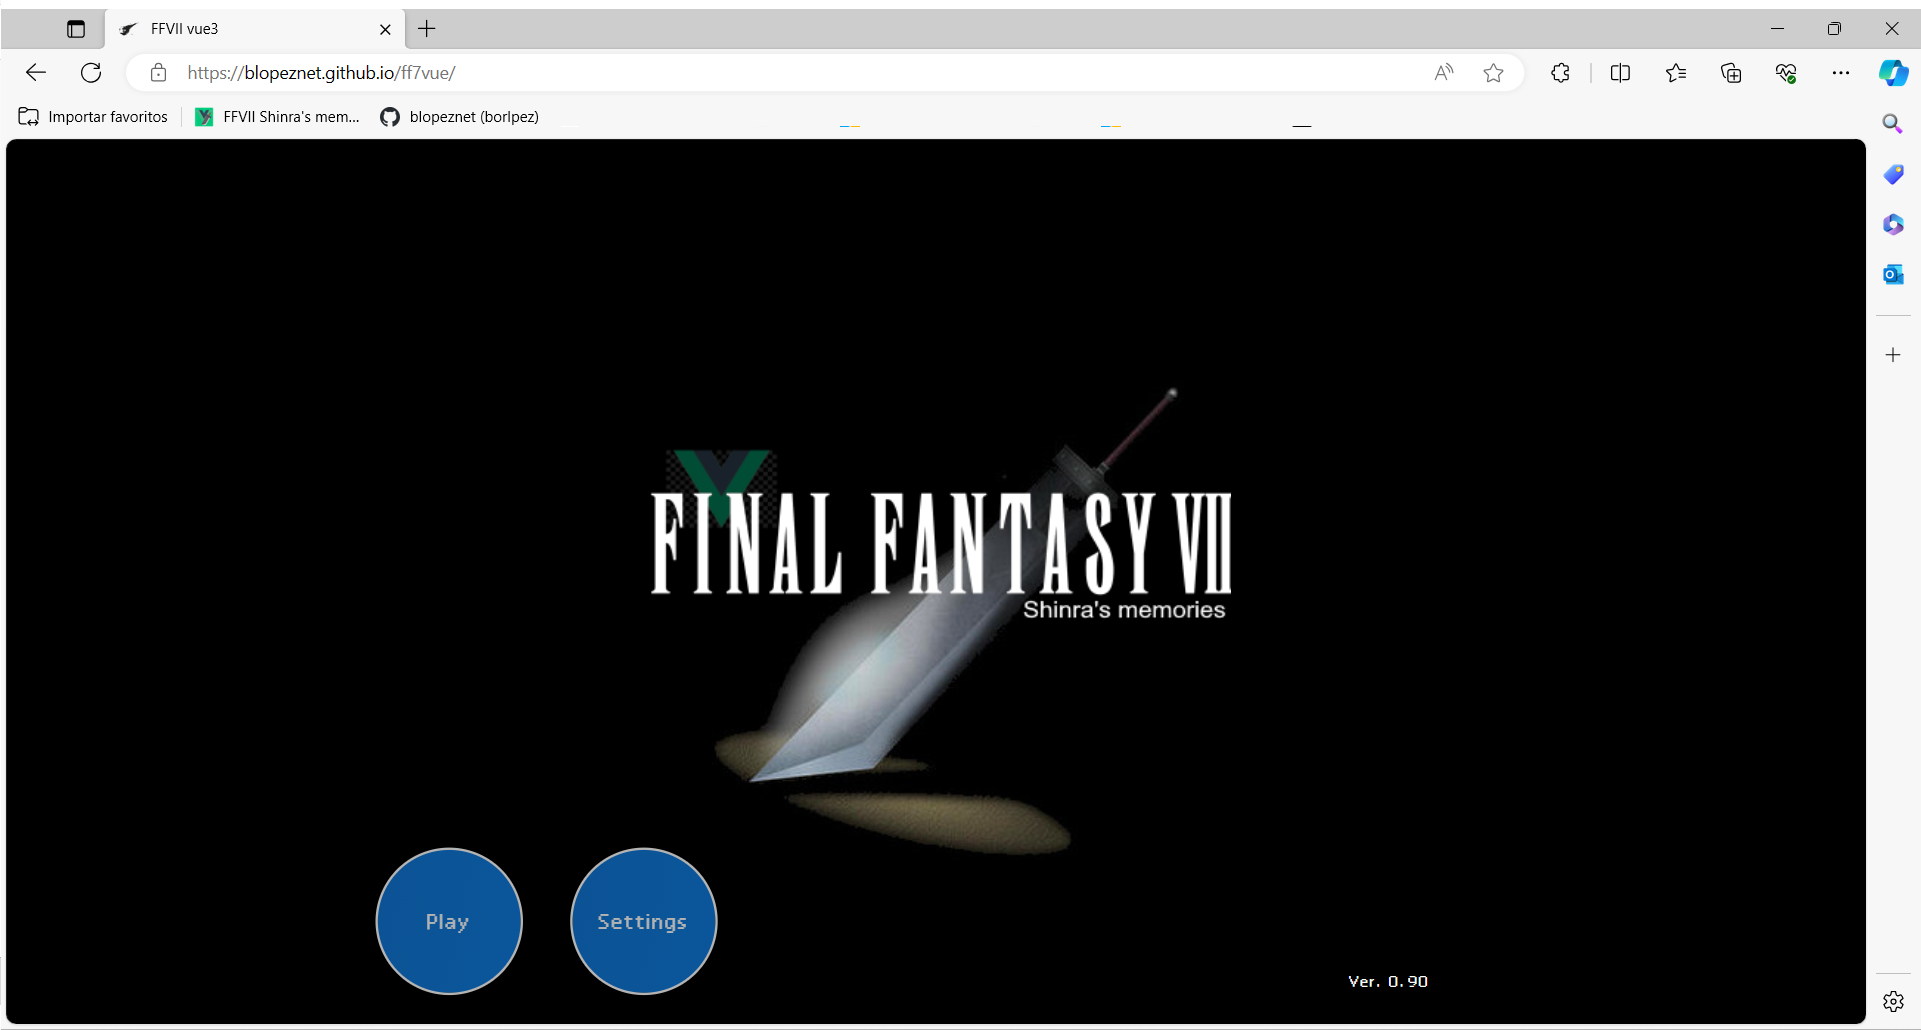 FFVII vue3
https://blopeznet.github.io/ff7vue/
Importar favoritos
FFVII Shinra's mem...
blopeznet (borlpez)
FINAL FANTASY VII
Shinra's memories
Play
Settings
Ver. 0.90